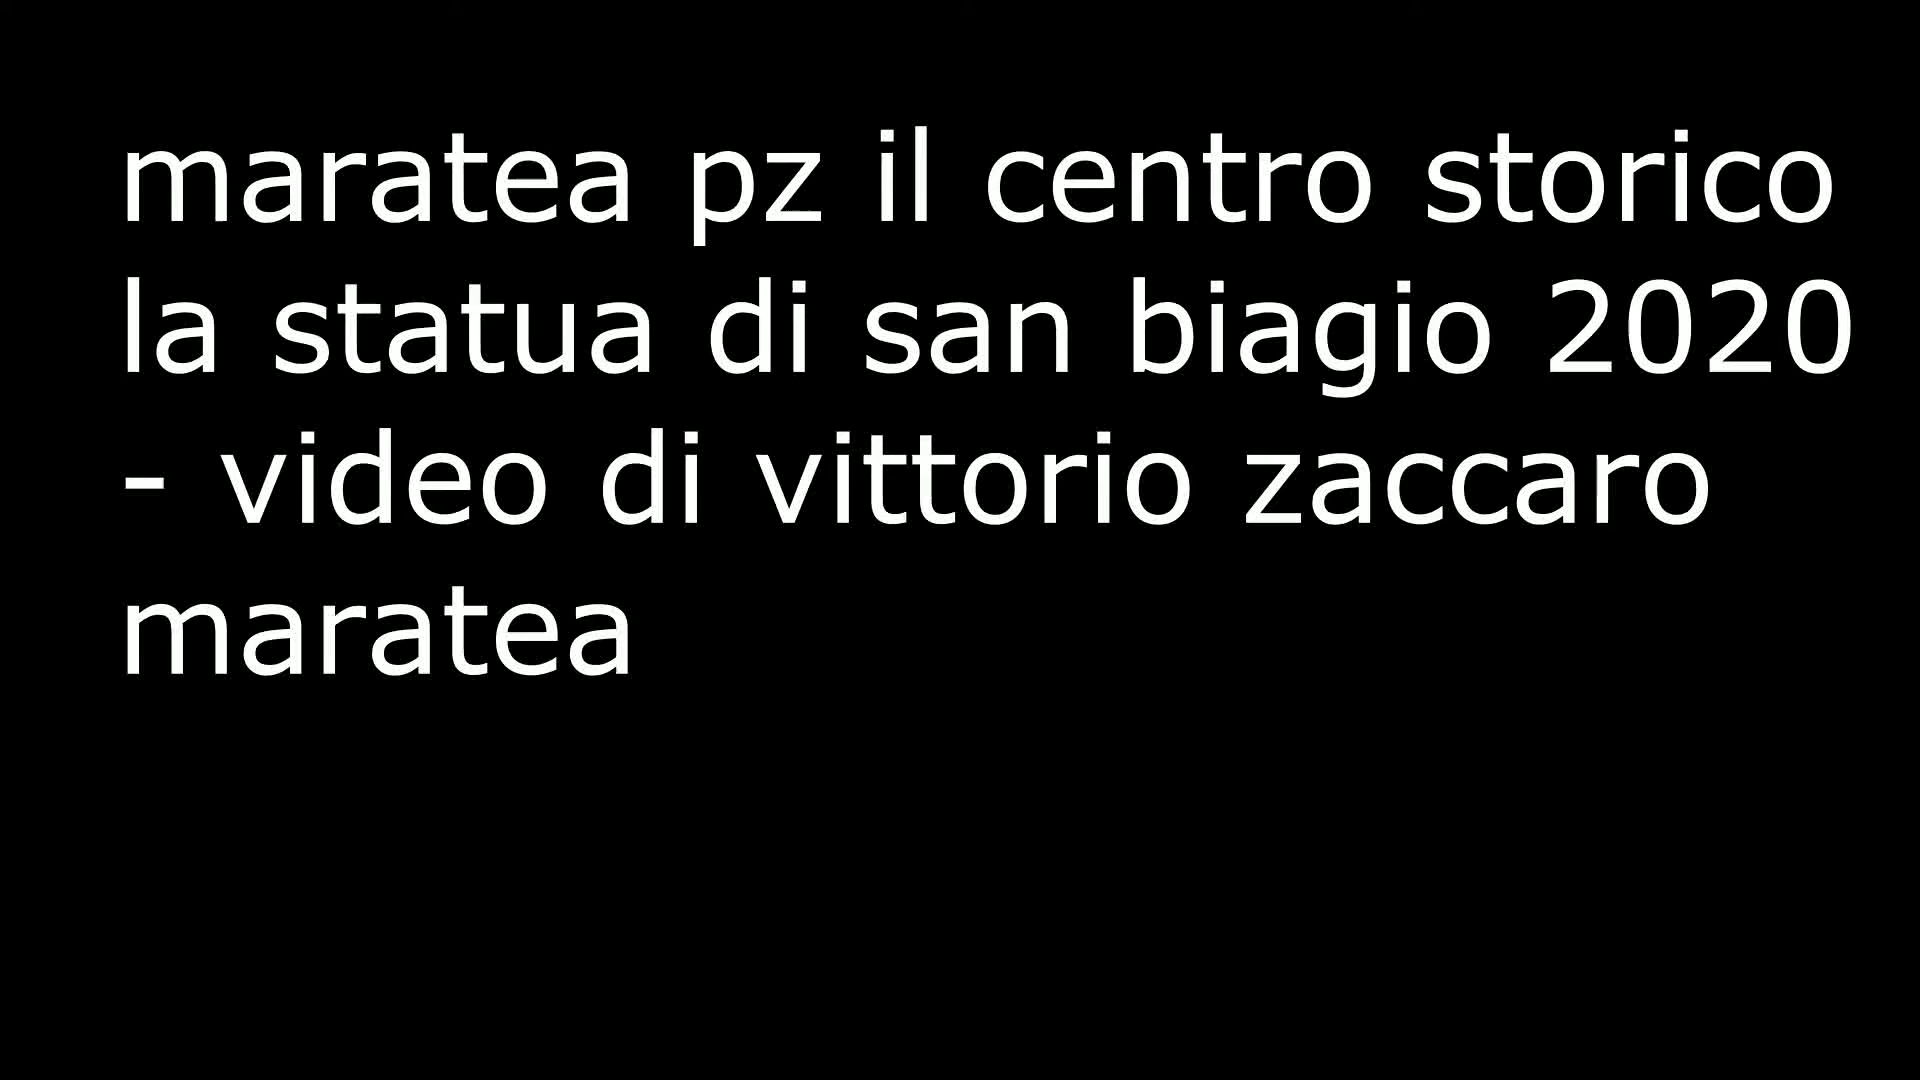 maratea pz il centro storico
la statua di san biagio 2020
- video di vittorio zaccaro
maratea